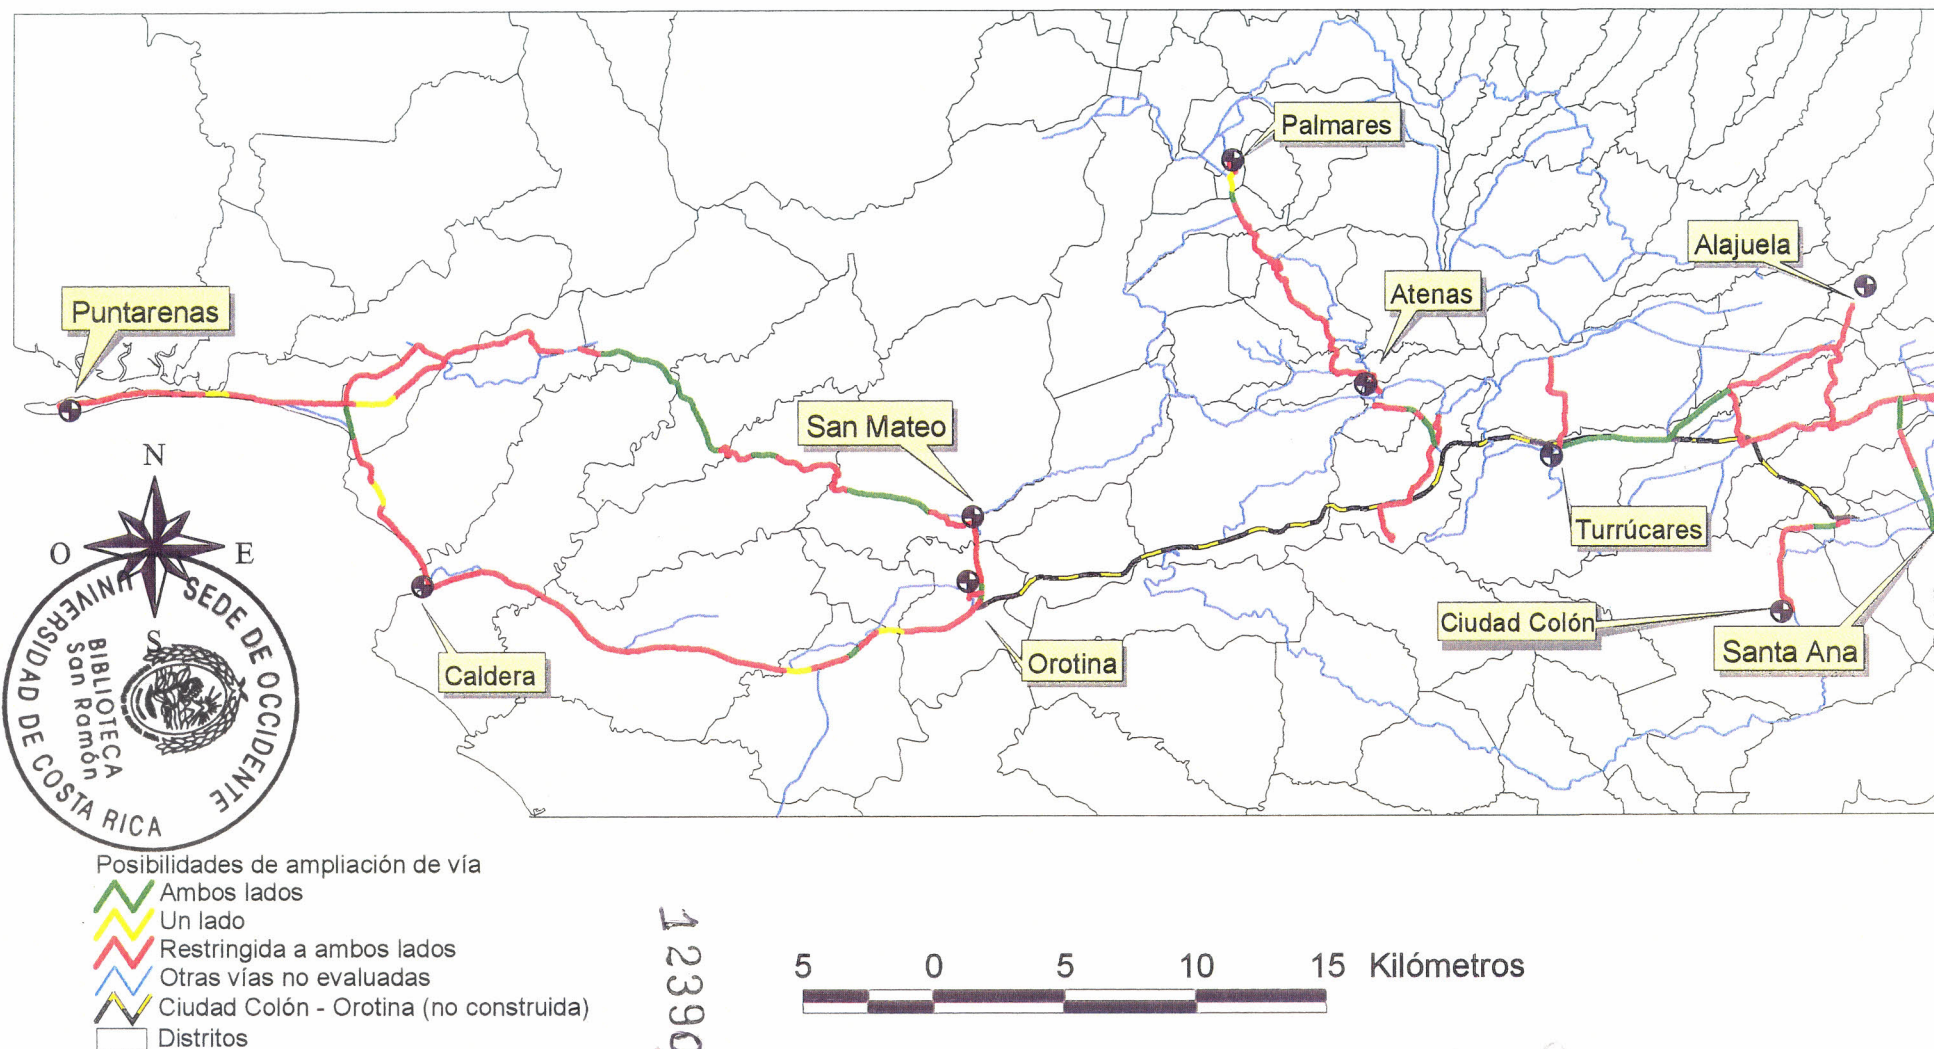 Palmares
Alajuela
Atenas
Puntarenas
San Mateo
Turrúcares
Ciudad Colón
Santa Ana
Orotina
Caldera
N
O
E
S
UNIVERSIDAD DE COSTA RICA
SEDE DE OCCIDENTE
BIBLIOTECA
San Ramón
Posibilidades de ampliación de vía
Ambos lados
Un lado
Restringida a ambos lados
Otras vías no evaluadas
Ciudad Colón - Orotina (no construida)
Distritos
5 0 5 10 15 Kilómetros